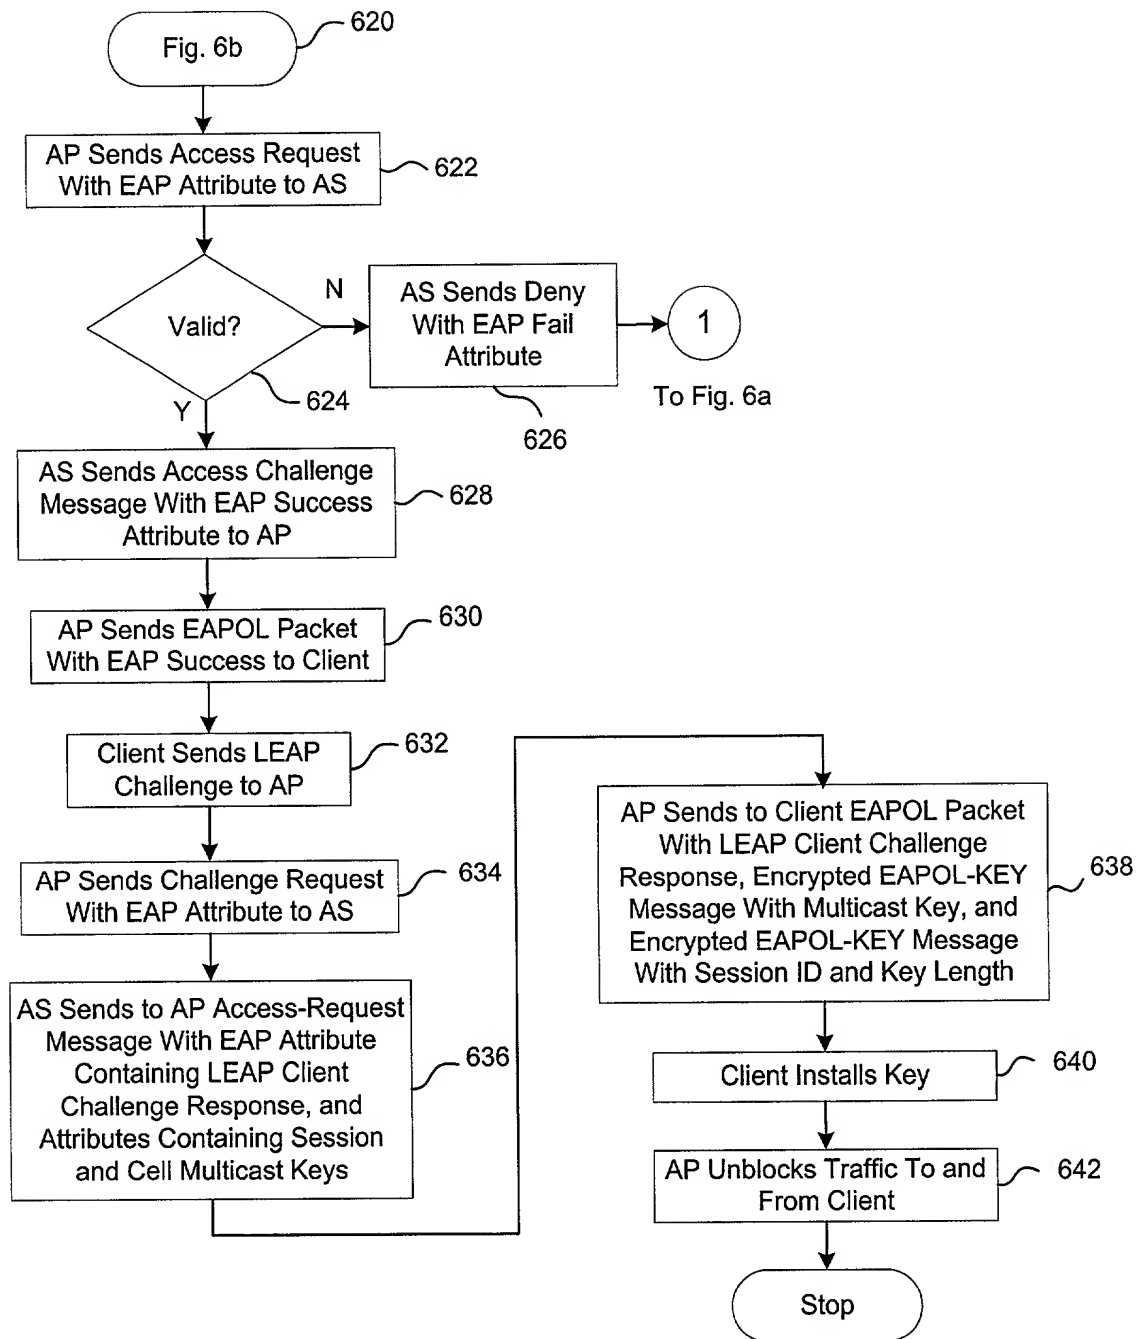 Fig. 6b
620
AP Sends Access Request
With EAP Attribute to AS
622
Valid?
624
N
AS Sends Deny
With EAP Fail
Attribute
626
1
To Fig. 6a
Y
AS Sends Access Challenge
Message With EAP Success
Attribute to AP
628
AP Sends EAPOL Packet
With EAP Success to Client
630
Client Sends LEAP
Challenge to AP
632
AP Sends Challenge Request
With EAP Attribute to AS
634
AS Sends to AP Access-Request
Message With EAP Attribute
Containing LEAP Client
Challenge Response, and
Attributes Containing Session
and Cell Multicast Keys
636
AP Sends to Client EAPOL Packet
With LEAP Client Challenge
Response, Encrypted EAPOL-KEY
Message With Multicast Key, and
Encrypted EAPOL-KEY Message
With Session ID and Key Length
638
Client Installs Key
640
AP Unblocks Traffic To and
From Client
642
Stop